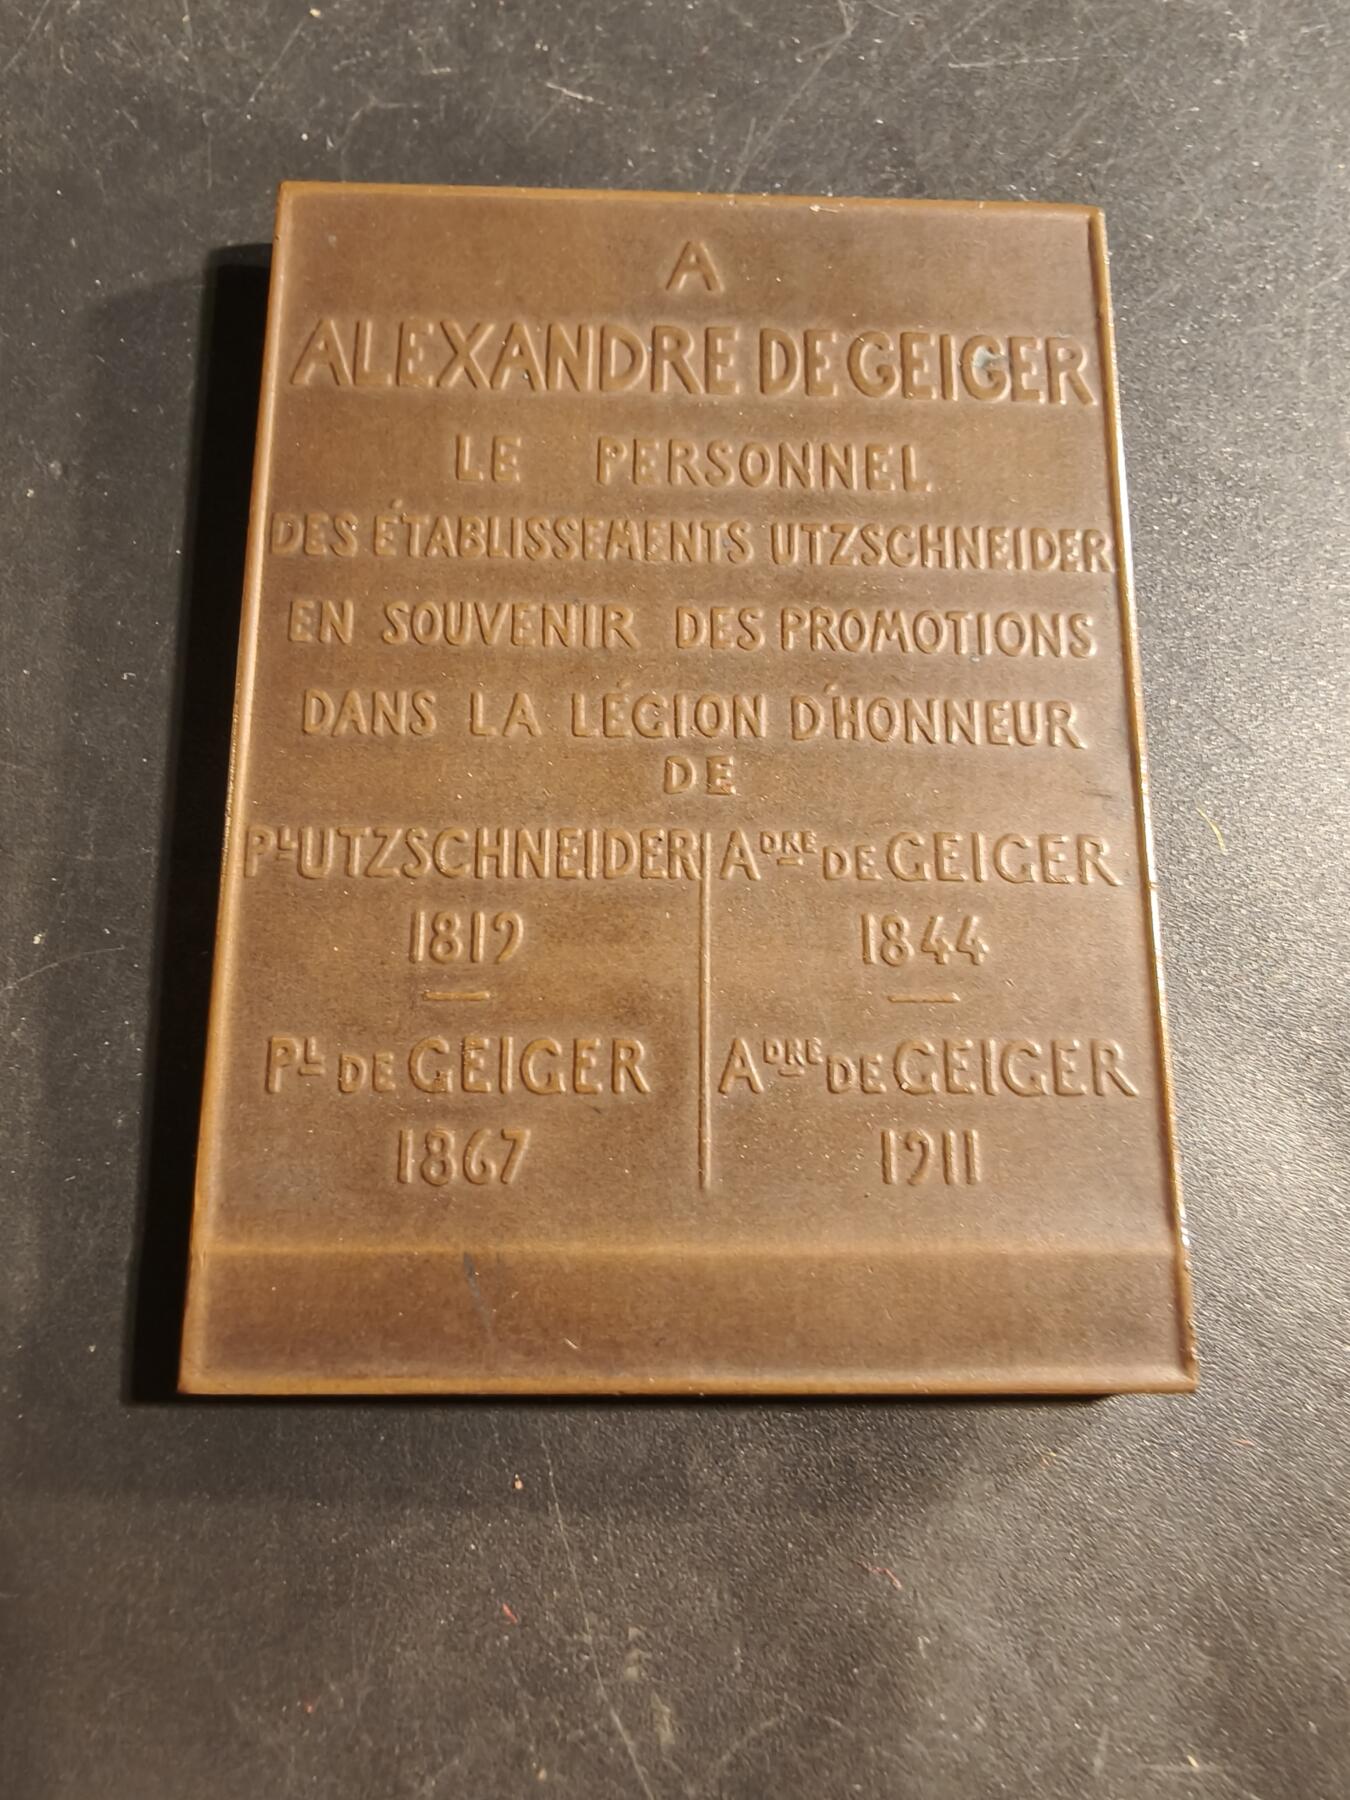 A
ALEXANDRE DE GEIGER
LE PERSONNEL
DES ÉTABLISSEMENTS UTZSCHNEIDER
EN SOUVENIR DES PROMOTIONS
DANS LA LÉGION D'HONNEUR
DE
PL UTZSCHNEIDER
1819
PL DE GEIGER
1867
ADRE DE GEIGER
1844
ADRE DE GEIGER
1911